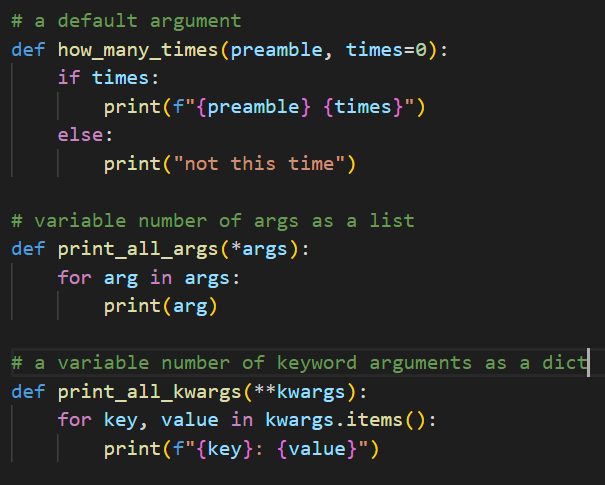 # a default argument
def how_many_times(preamble, times=0):
    if times:
        print(f"{preamble} {times}")
    else:
        print("not this time")

# variable number of args as a list
def print_all_args(*args):
    for arg in args:
        print(arg)

# a variable number of keyword arguments as a dict
def print_all_kwargs(**kwargs):
    for key, value in kwargs.items():
        print(f"{key}: {value}")